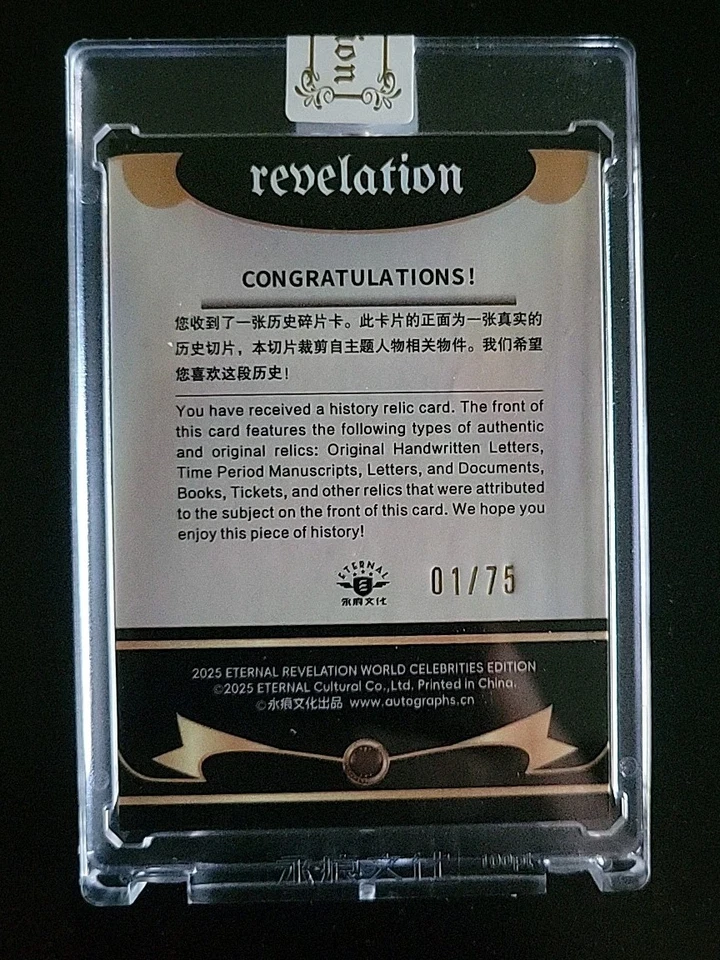 ion
revelation
CONGRATULATIONS!
您收到了一张历史碎片卡。此卡片的正面为一张真实的
历史切片，本切片裁剪自主题人物相关物件。我们希望
您喜欢这段历史！
You have received a history relic card. The front of
this card features the following types of authentic
and original relics: Original Handwritten Letters,
Time Period Manuscripts, Letters, and Documents,
Books, Tickets, and other relics that were attributed
to the subject on the front of this card. We hope you
enjoy this piece of history!
ETERNAL
永痕文化
01/75
2025 ETERNAL REVELATION WORLD CELEBRITIES EDITION
©2025 ETERNAL Cultural Co.,Ltd. Printed in China.
©永痕文化出品 www.autographs.cn
永痕文化 100pt